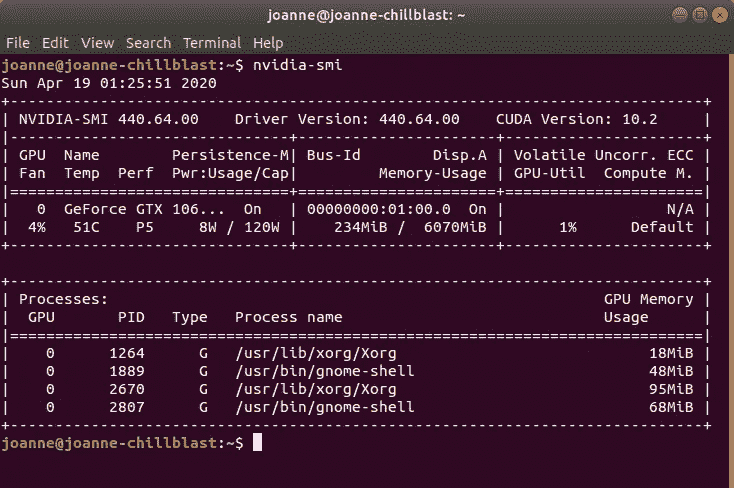 joanne@joanne-chillblast: ~
File Edit View Search Terminal Help
joanne@joanne-chillblast:~$ nvidia-smi
Sun Apr 19 01:25:51 2020
+-----------------------------------------------------------------------------+
| NVIDIA-SMI 440.64.00    Driver Version: 440.64.00    CUDA Version: 10.2     |
|-------------------------------+----------------------+----------------------+
| GPU  Name        Persistence-M| Bus-Id        Disp.A | Volatile Uncorr. ECC |
| Fan  Temp  Perf  Pwr:Usage/Cap|         Memory-Usage | GPU-Util  Compute M. |
|===============================+======================+======================|
|   0  GeForce GTX 106...  On   | 00000000:01:00.0  On |                  N/A |
|  4%   51C    P5     8W / 120W |    234MiB /  6070MiB |      1%      Default |
+-------------------------------+----------------------+----------------------+

+-----------------------------------------------------------------------------+
| Processes:                                                       GPU Memory |
|  GPU       PID   Type   Process name                             Usage      |
|=============================================================================|
|    0      1264      G   /usr/lib/xorg/Xorg                            18MiB |
|    0      1889      G   /usr/bin/gnome-shell                          48MiB |
|    0      2670      G   /usr/lib/xorg/Xorg                            95MiB |
|    0      2807      G   /usr/bin/gnome-shell                          68MiB |
+-----------------------------------------------------------------------------+
joanne@joanne-chillblast:~$